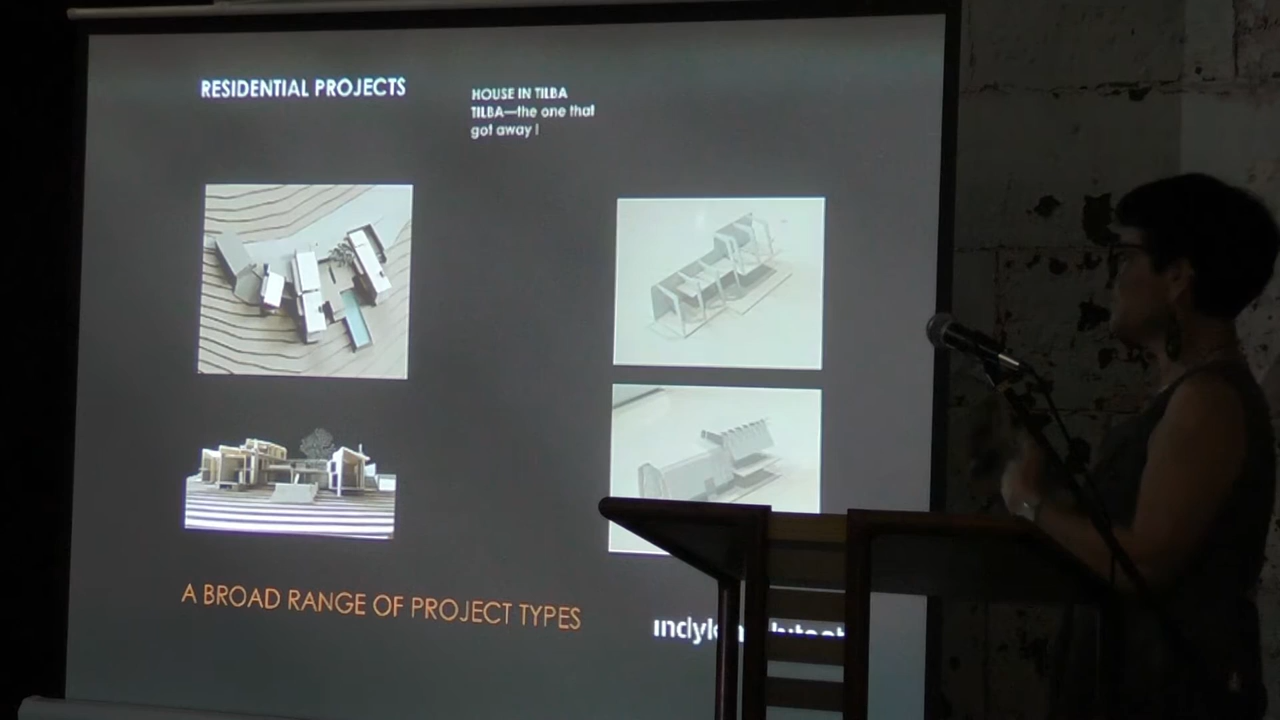 RESIDENTIAL PROJECTS
HOUSE IN TILBA
TILBA—the one that
got away !
A BROAD RANGE OF PROJECT TYPES